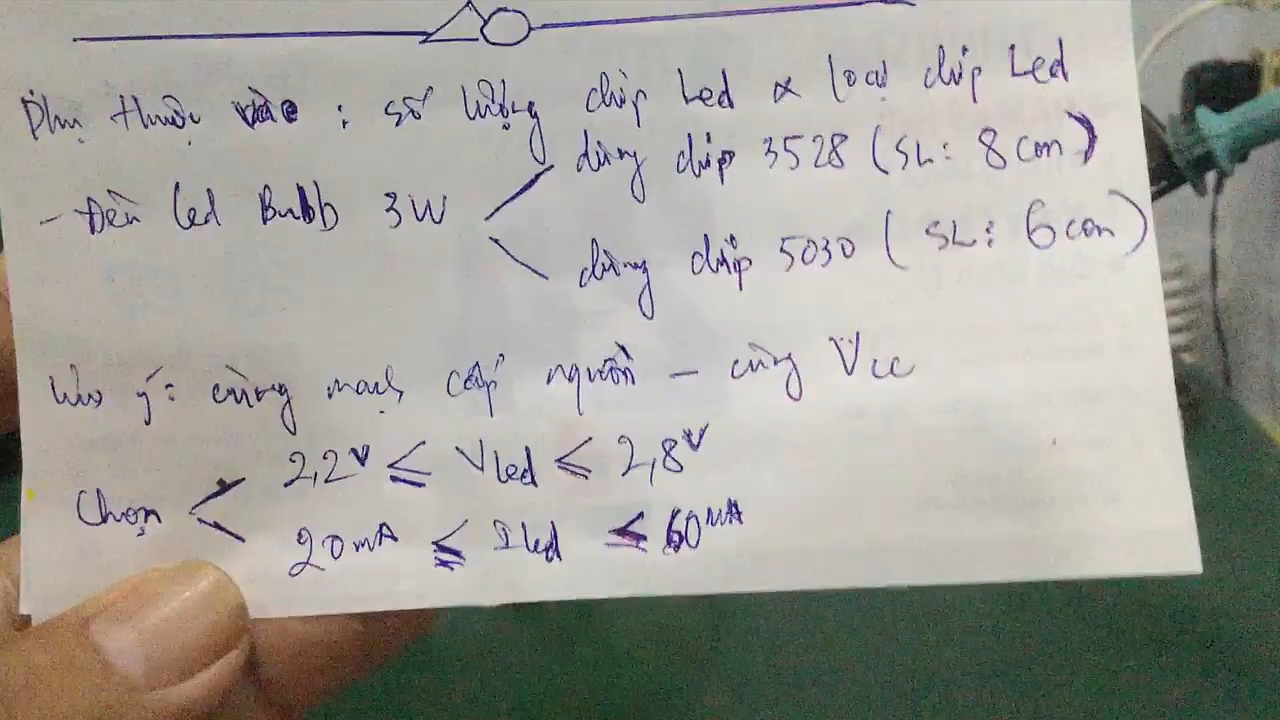 Phụ thuộc vào : số lượng chip Led & loại chip Led
- Đèn led Bulb 3W
dùng chip 3528 (SL: 8 con)
dùng chip 5030 (SL: 6 con)
Lưu ý: cùng mạch cấp nguồn – cùng Vcc
Chọn
2,2V ≤ Vled ≤ 2,8V
20mA ≤ Iled ≤ 60mA